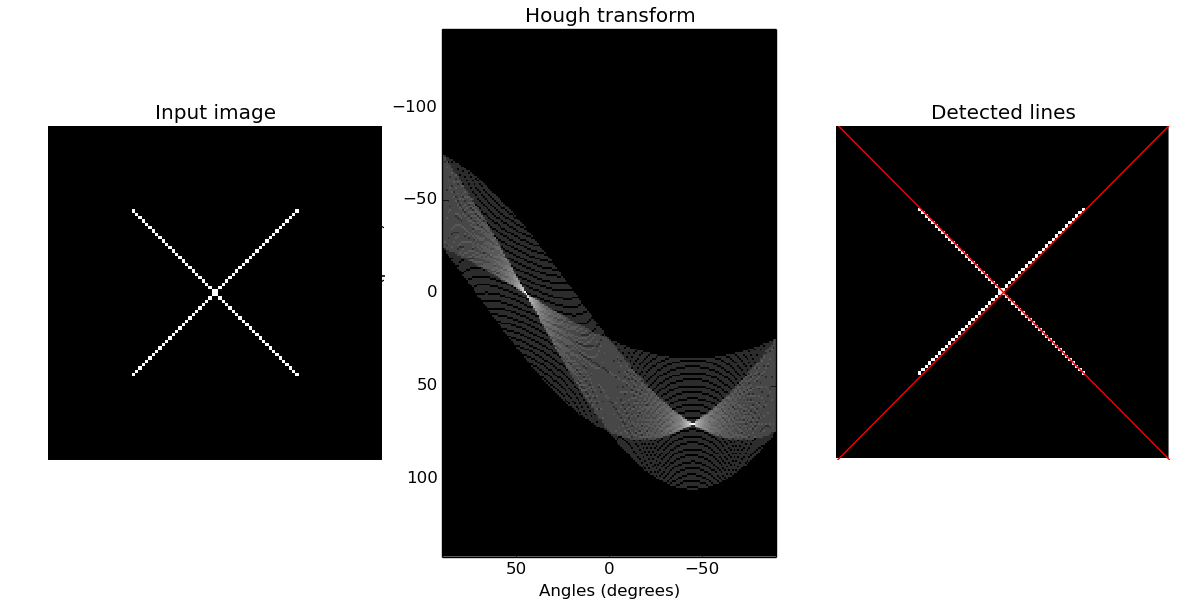 Hough transform
Input image
Detected lines
−100
−50
0
50
100
50 0 −50
Angles (degrees)